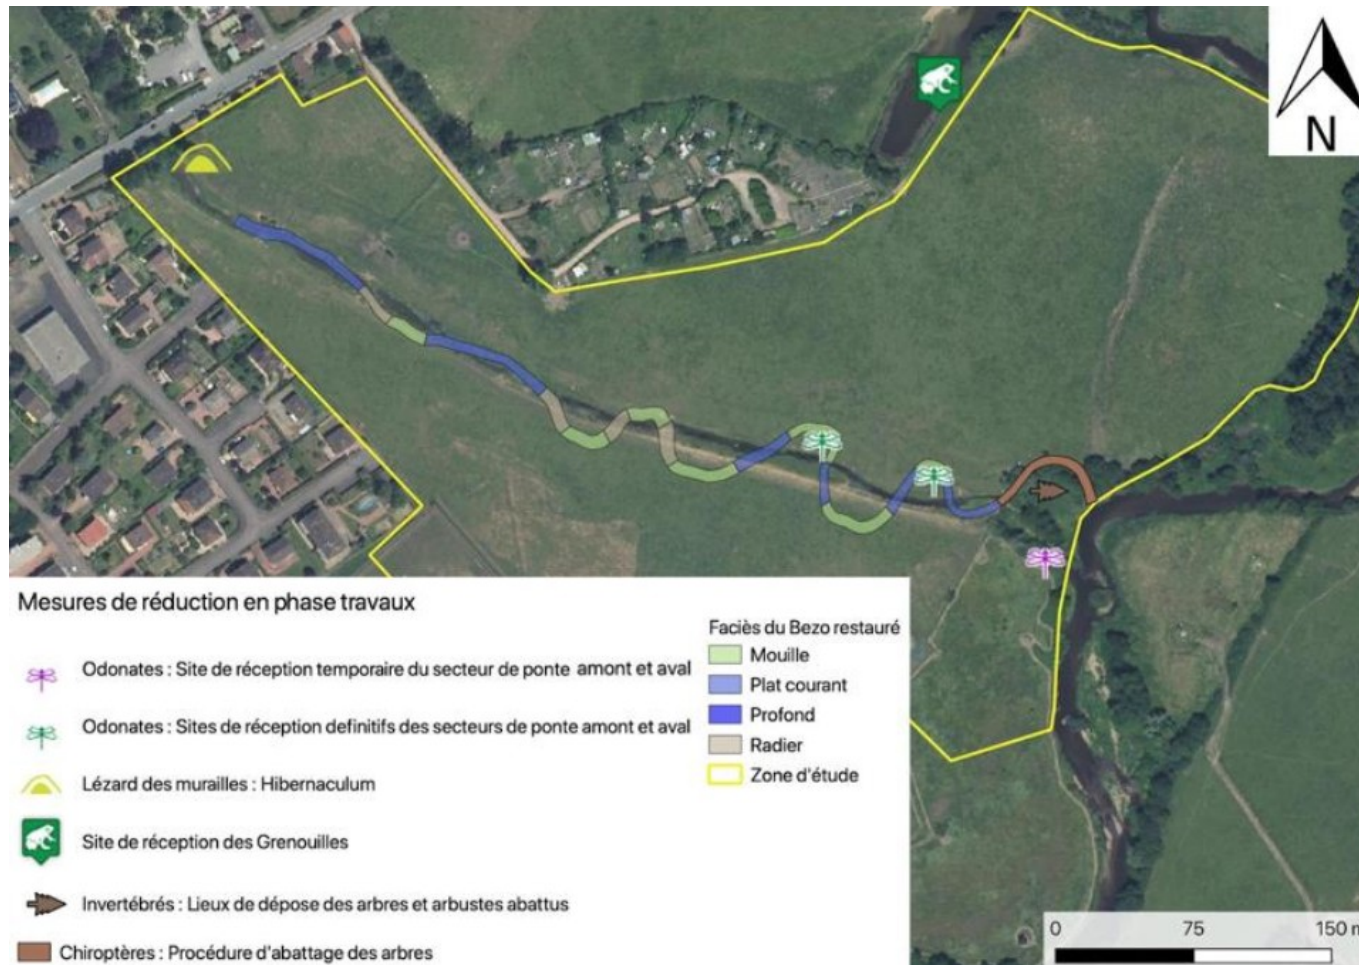 N
Mesures de réduction en phase travaux
Odonates : Site de réception temporaire du secteur de ponte amont et aval
Odonates : Sites de réception definitifs des secteurs de ponte amont et aval
Lézard des murailles : Hibernaculum
Site de réception des Grenouilles
Invertébrés : Lieux de dépose des arbres et arbustes abattus
Chiroptères : Procédure d'abattage des arbres
Faciès du Bezo restauré
Mouille
Plat courant
Profond
Radier
Zone d'étude
0 75 150 m